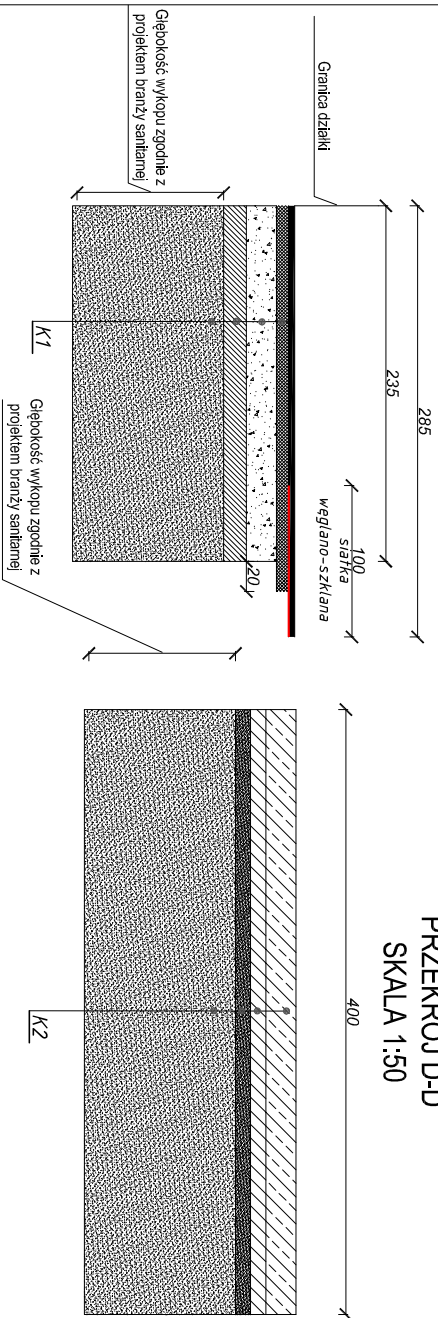 PRZEKRÓJ D-D
SKALA 1:50
285
235
100
siatka
węglano-szklana
20
Granica działki
Głębokość wykopu zgodnie z
projektem branży sanitarnej
K1
Głębokość wykopu zgodnie z
projektem branży sanitarnej
400
K2